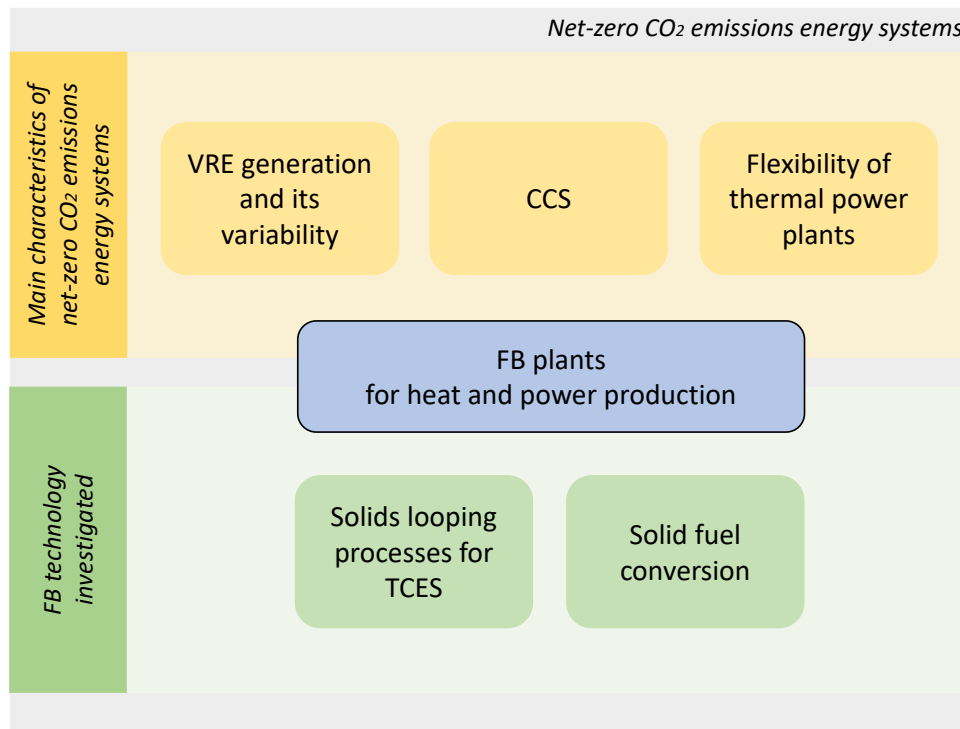 Net-zero CO₂ emissions energy systems
Main characteristics of
net-zero CO₂ emissions
energy systems
VRE generation
and its
variability
CCS
Flexibility of
thermal power
plants
FB plants
for heat and power production
FB technology
investigated
Solids looping
processes for
TCES
Solid fuel
conversion